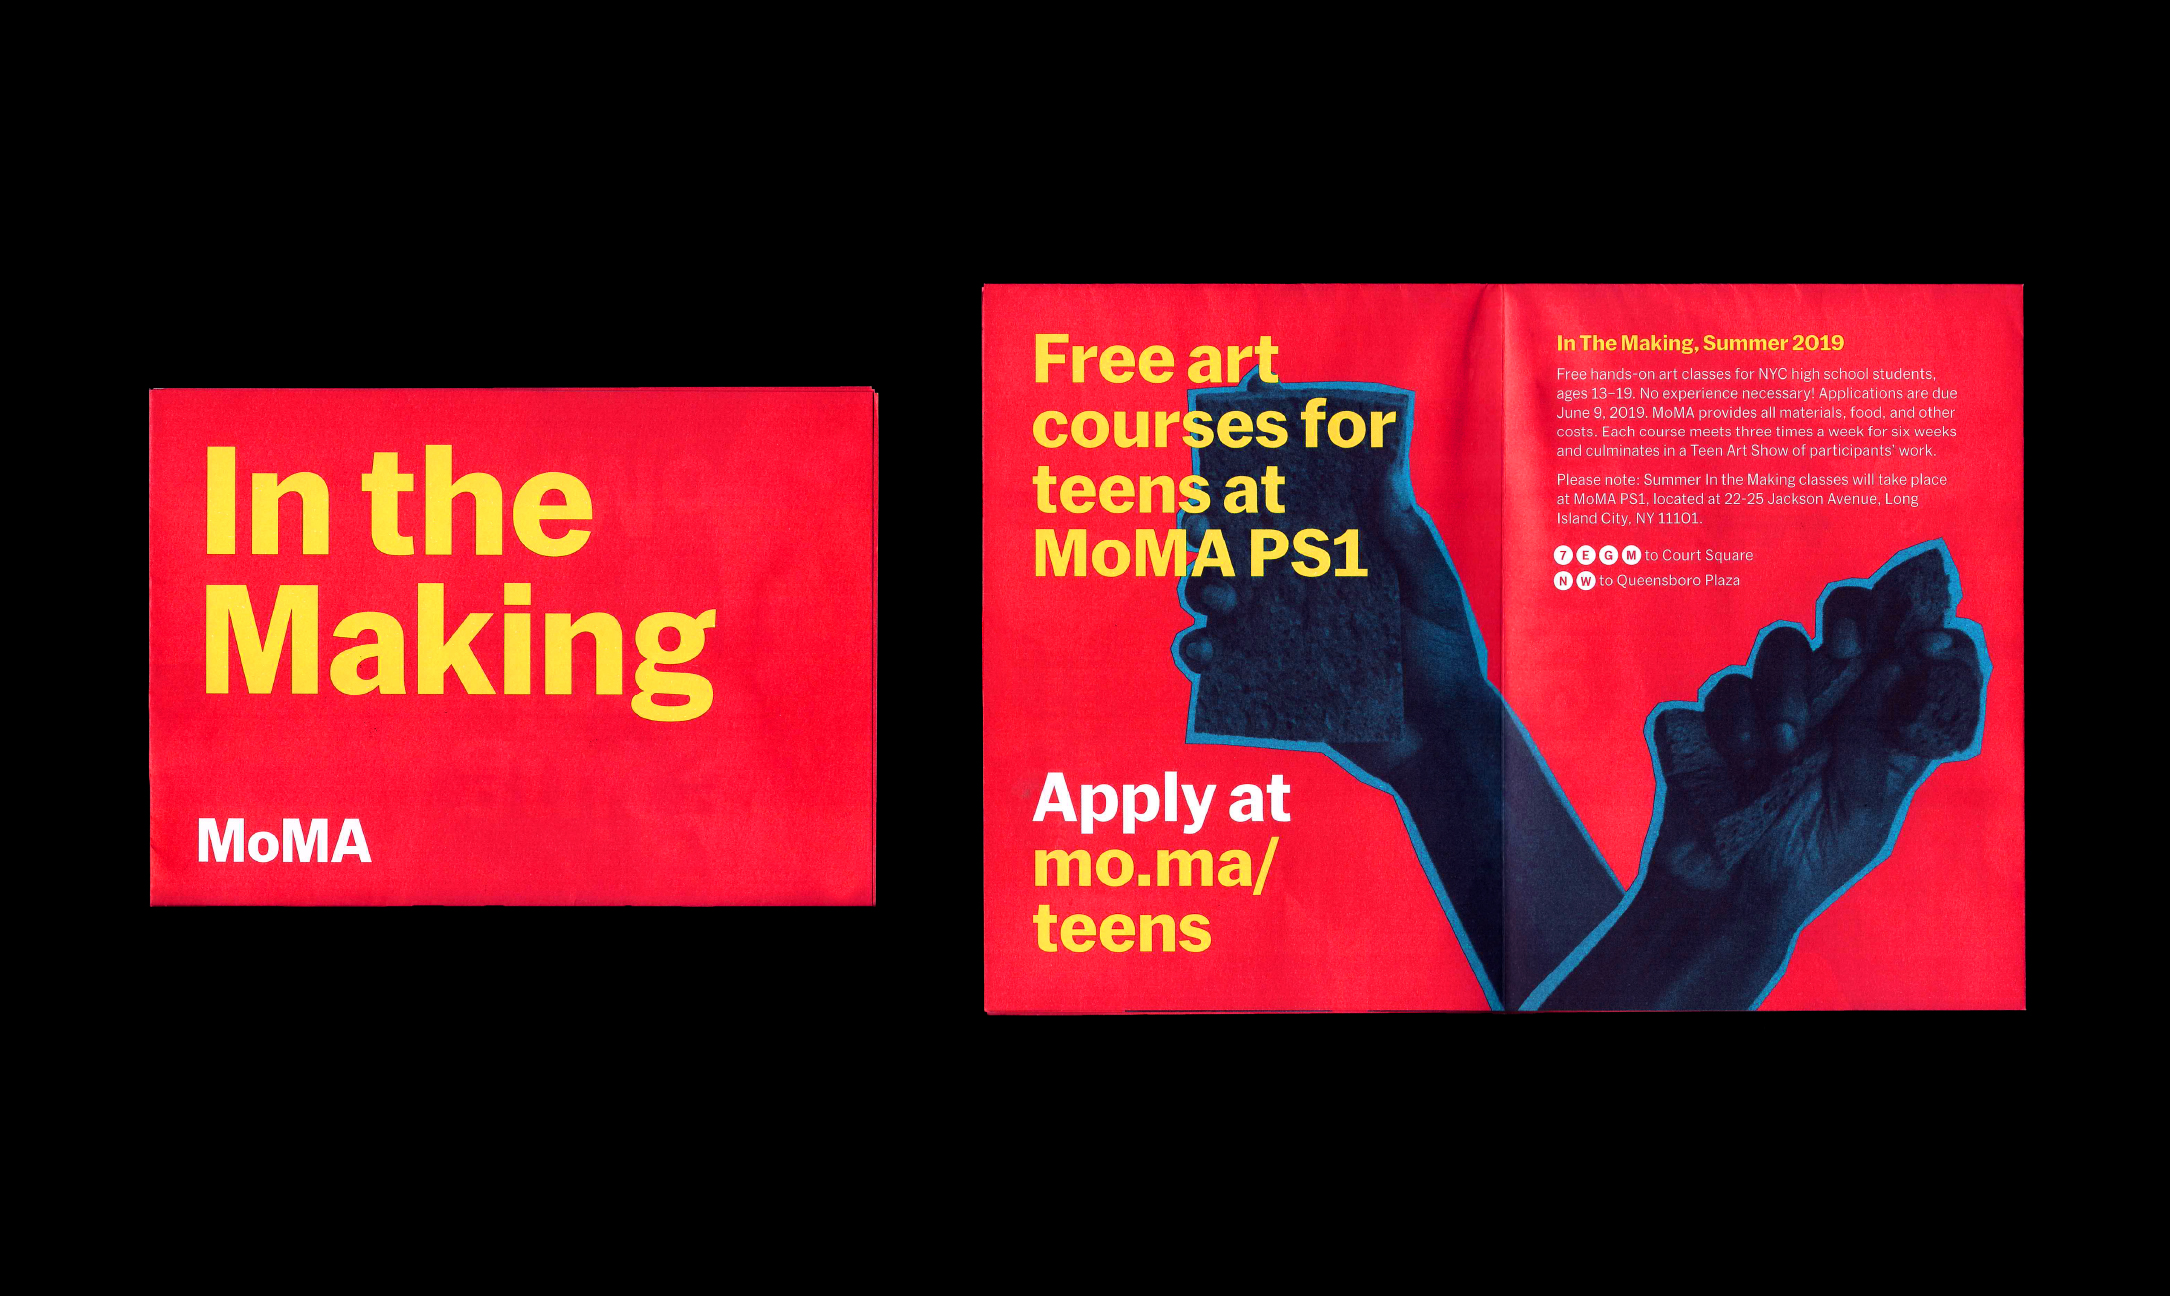 In the
Making
MoMA
Free art
courses for
teens at
MoMA PS1
Apply at
mo.ma/
teens
In The Making, Summer 2019
Free hands-on art classes for NYC high school students,
ages 13–19. No experience necessary! Applications are due
June 9, 2019. MoMA provides all materials, food, and other
costs. Each course meets three times a week for six weeks
and culminates in a Teen Art Show of participants' work.
Please note: Summer In the Making classes will take place
at MoMA PS1, located at 22-25 Jackson Avenue, Long
Island City, NY 11101.
7 E G M to Court Square
N W to Queensboro Plaza